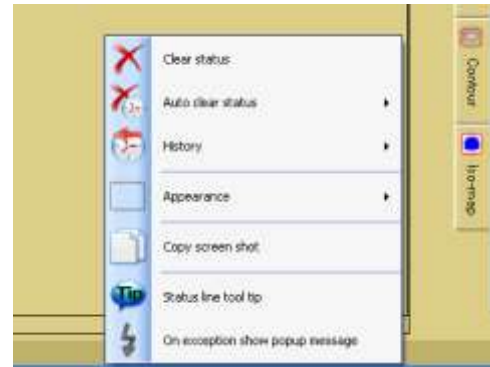 Clear status
Auto clear status
History
Appearance
Copy screen shot
Tip
Status line tool tip
On exception show popup message
Contour
Iso-map